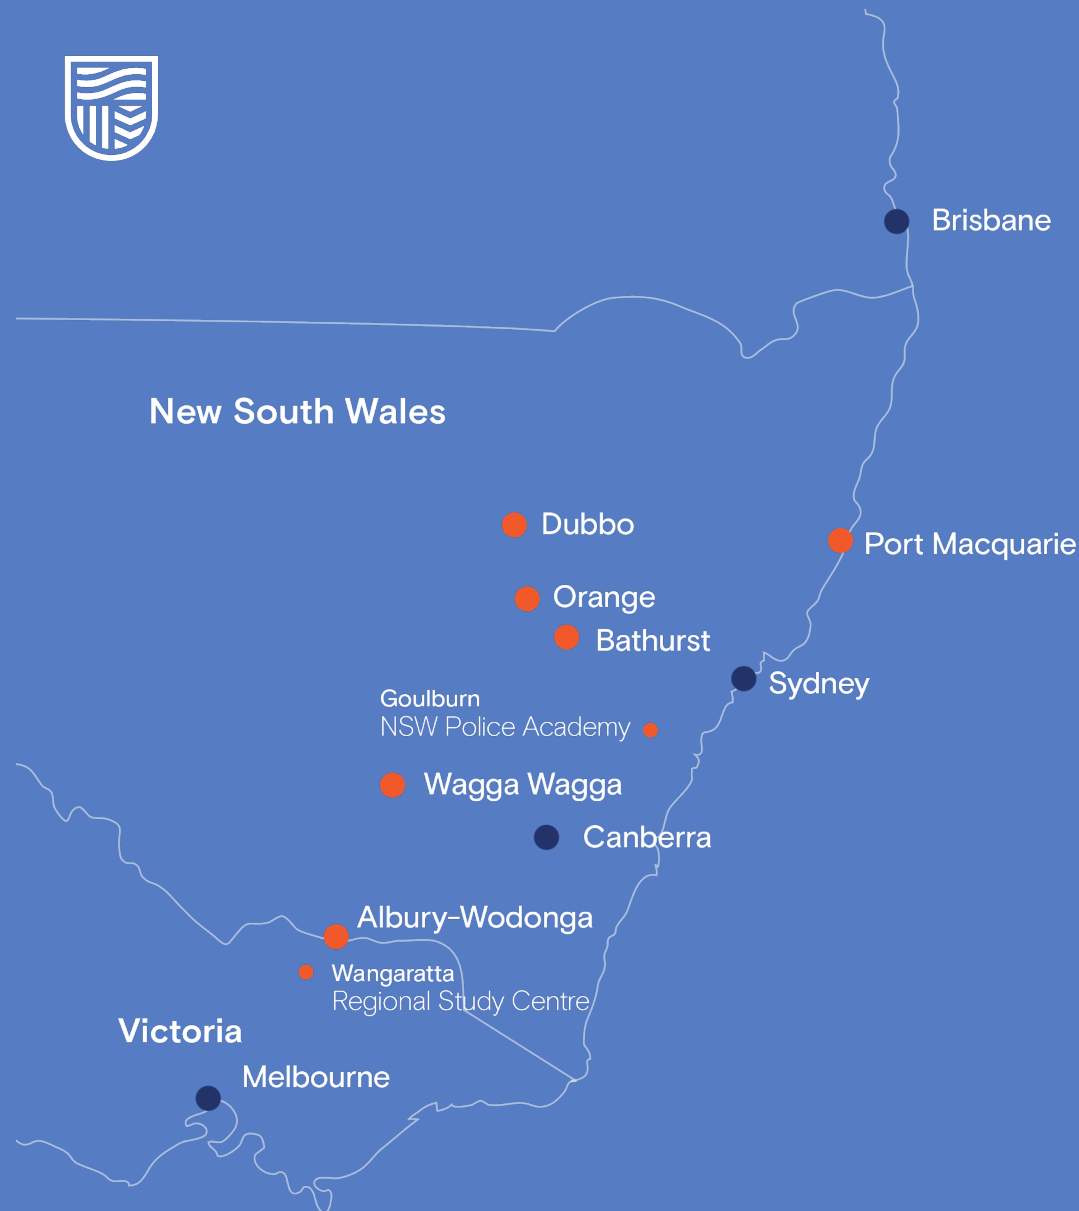 Brisbane
New South Wales
Dubbo
Port Macquarie
Orange
Bathurst
Sydney
Goulburn
NSW Police Academy
Wagga Wagga
Canberra
Albury-Wodonga
Wangaratta
Regional Study Centre
Victoria
Melbourne